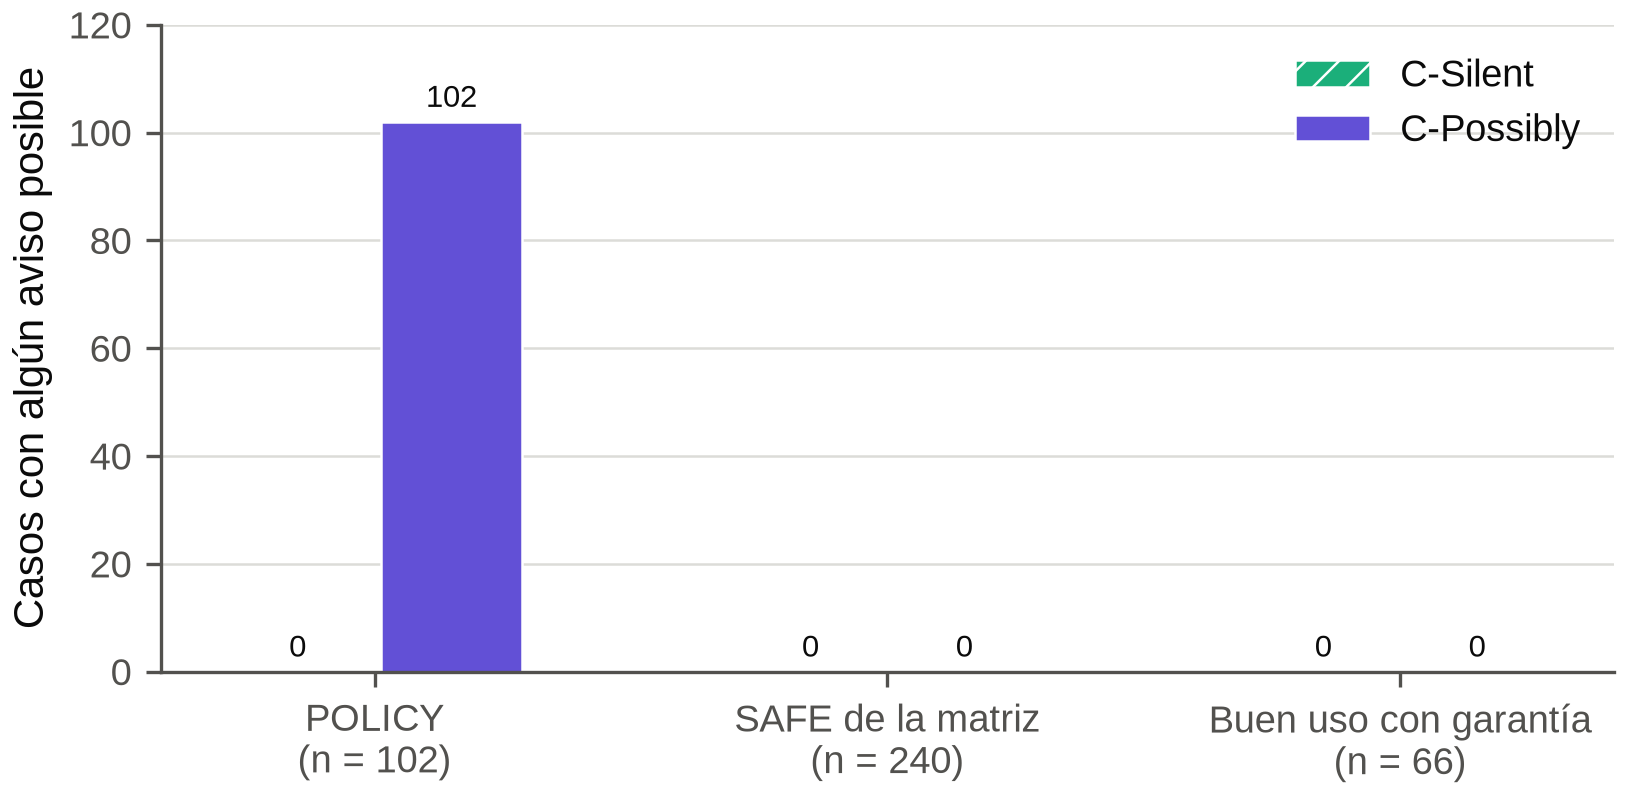 Casos con algún aviso posible
120
100
80
60
40
20
0
C-Silent
C-Possibly
102
0
0
0
0
0
POLICY
(n = 102)
SAFE de la matriz
(n = 240)
Buen uso con garantía
(n = 66)